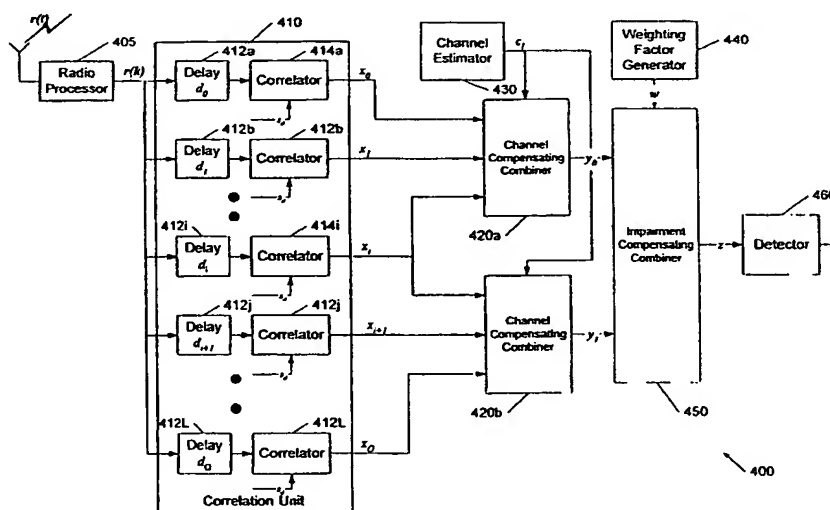 r(t)
405
Radio
Processor
r(k)
410
412a
Delay
d0
414a
Correlator
x0
412b
Delay
d1
412b
Correlator
x1
412i
Delay
di
414i
Correlator
xi
412j
Delay
di+1
412j
Correlator
xi+1
412L
Delay
dQ
412L
Correlator
xQ
Correlation Unit
Channel
Estimator
430
cl
Channel
Compensating
Combiner
420a
y0
Channel
Compensating
Combiner
420b
y1
Weighting
Factor
Generator
440
w
Impairment
Compensating
Combiner
450
z
460
Detector
400